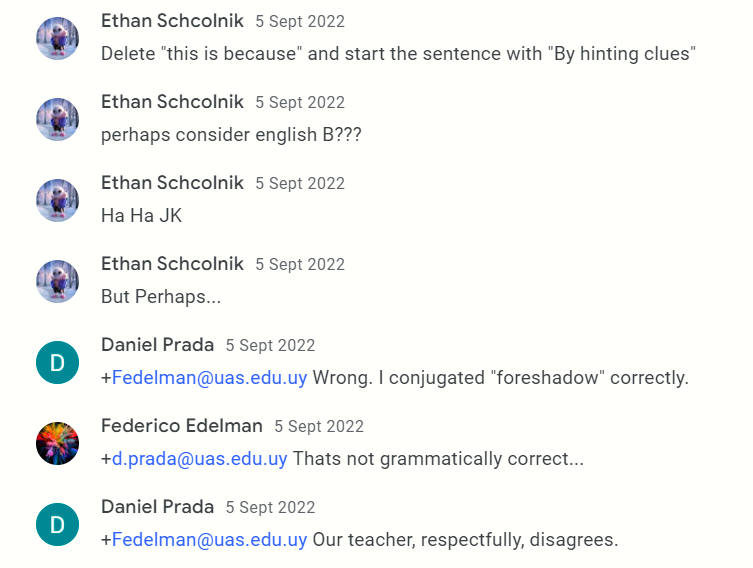 Ethan Schcolnik 5 Sept 2022
Delete "this is because" and start the sentence with "By hinting clues"
Ethan Schcolnik 5 Sept 2022
perhaps consider english B???
Ethan Schcolnik 5 Sept 2022
Ha Ha JK
Ethan Schcolnik 5 Sept 2022
But Perhaps...
D
Daniel Prada 5 Sept 2022
+Fedelman@uas.edu.uy Wrong. I conjugated "foreshadow" correctly.
Federico Edelman 5 Sept 2022
+d.prada@uas.edu.uy Thats not grammatically correct...
D
Daniel Prada 5 Sept 2022
+Fedelman@uas.edu.uy Our teacher, respectfully, disagrees.